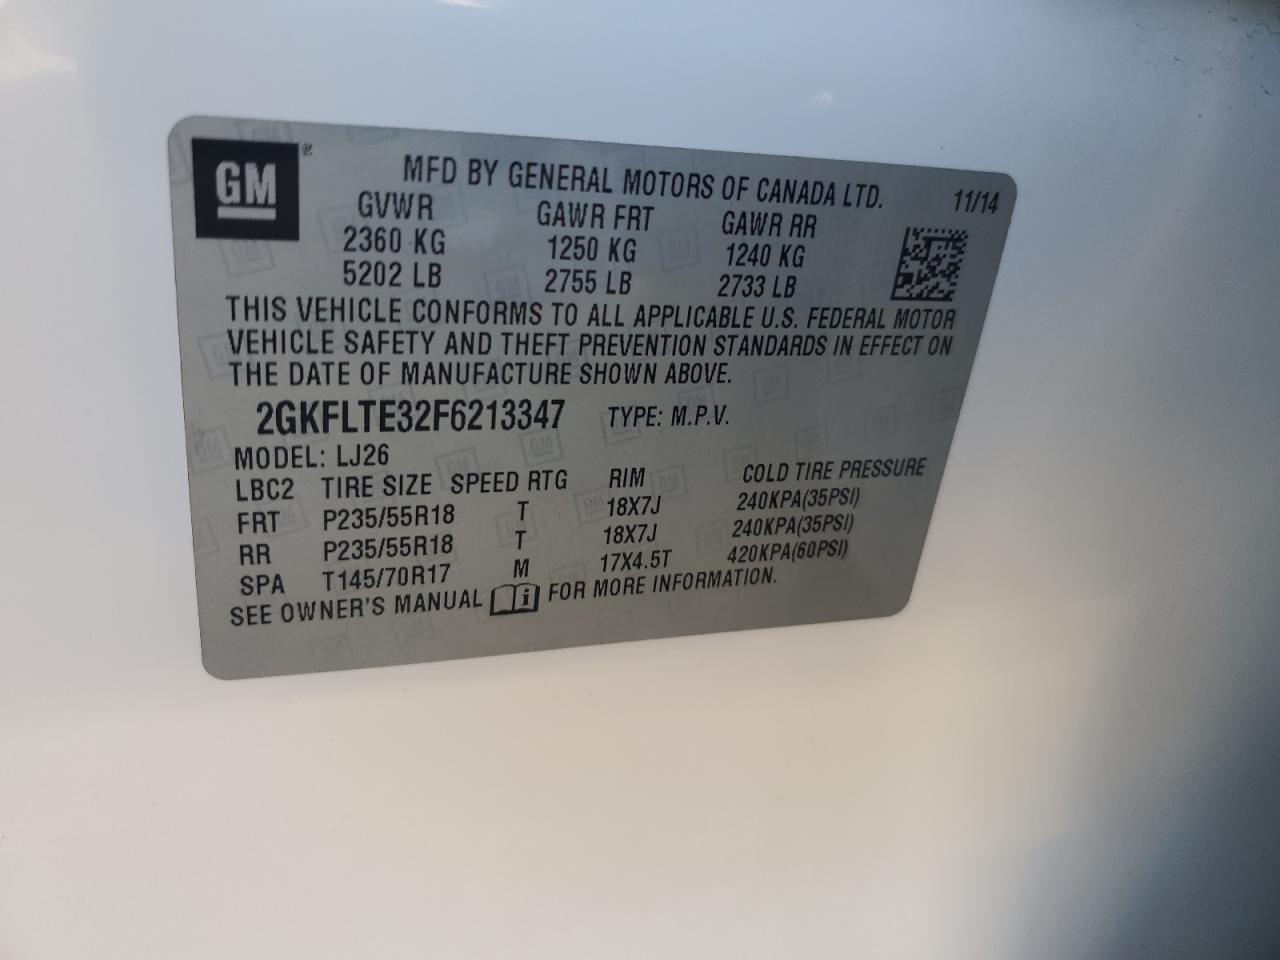 GM ®
MFD BY GENERAL MOTORS OF CANADA LTD. 11/14
GVWR GAWR FRT GAWR RR
2360 KG 1250 KG 1240 KG
5202 LB 2755 LB 2733 LB
THIS VEHICLE CONFORMS TO ALL APPLICABLE U.S. FEDERAL MOTOR
VEHICLE SAFETY AND THEFT PREVENTION STANDARDS IN EFFECT ON
THE DATE OF MANUFACTURE SHOWN ABOVE.
2GKFLTE32F6213347 TYPE: M.P.V.
MODEL: LJ26
LBC2 TIRE SIZE SPEED RTG RIM COLD TIRE PRESSURE
FRT P235/55R18 T 18X7J 240KPA(35PSI)
RR P235/55R18 T 18X7J 240KPA(35PSI)
SPA T145/70R17 M 17X4.5T 420KPA(60PSI)
SEE OWNER'S MANUAL i FOR MORE INFORMATION.